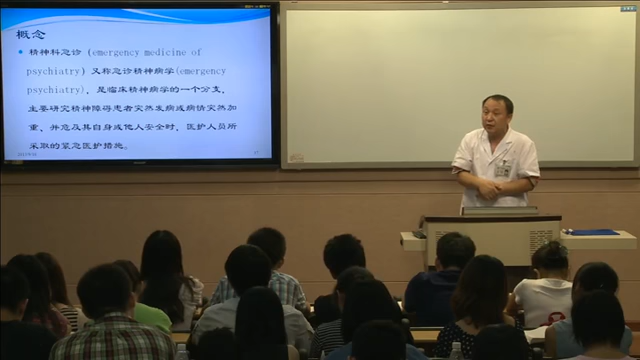 概念
精神科急诊 (emergency medicine of
psychiatry) 又称急诊精神病学(emergency
psychiatry), 是临床精神病学的一个分支,
主要研究精神障碍患者突然发病或病情突然加
重, 并危及其自身或他人安全时, 医护人员所
采取的紧急医护措施。